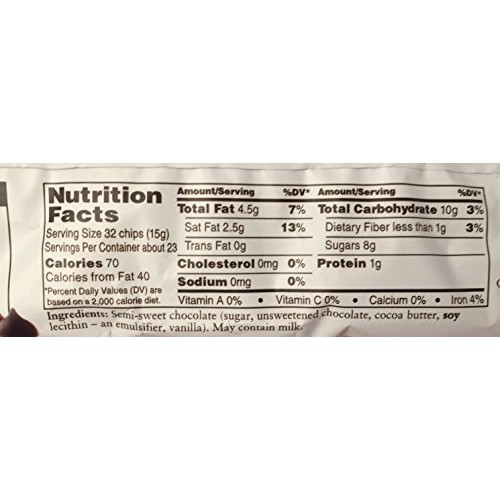 Nutrition
Facts
Serving Size 32 chips (15g)
Servings Per Container about 23
Calories 70
Calories from Fat 40
*Percent Daily Values (DV) are
based on a 2,000 calorie diet.
Amount/Serving %DV*
Total Fat 4.5g 7%
Sat Fat 2.5g 13%
Trans Fat 0g
Cholesterol 0mg 0%
Sodium 0mg 0%
Amount/Serving %DV*
Total Carbohydrate 10g 3%
Dietary Fiber less than 1g 3%
Sugars 8g
Protein 1g
Vitamin A 0% • Vitamin C 0% • Calcium 0% • Iron 4%
Ingredients: Semi-sweet chocolate (sugar, unsweetened chocolate, cocoa butter, soy
lecithin – an emulsifier, vanilla). May contain milk.